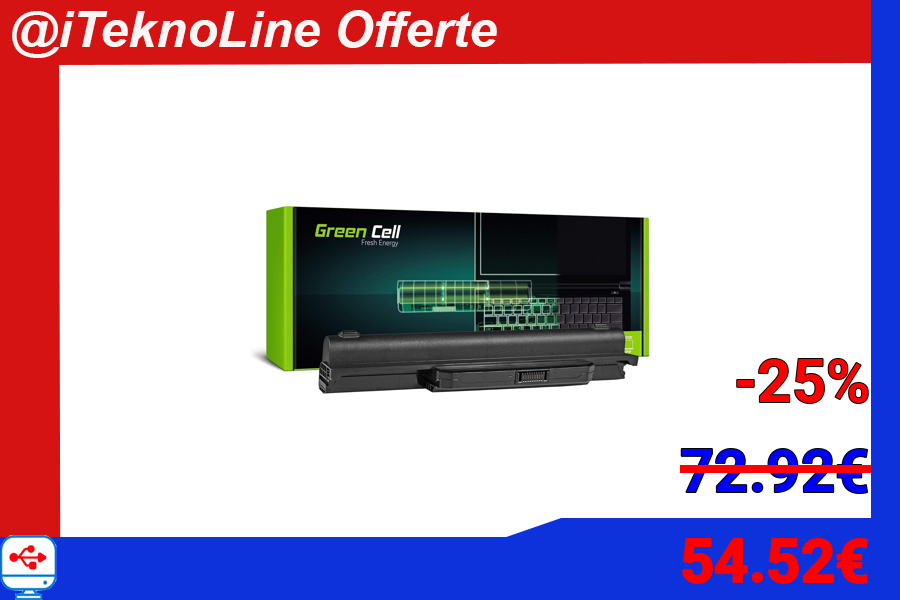 @iTeknoLine Offerte
Green Cell
Fresh Energy
-25%
72.92€
54.52€